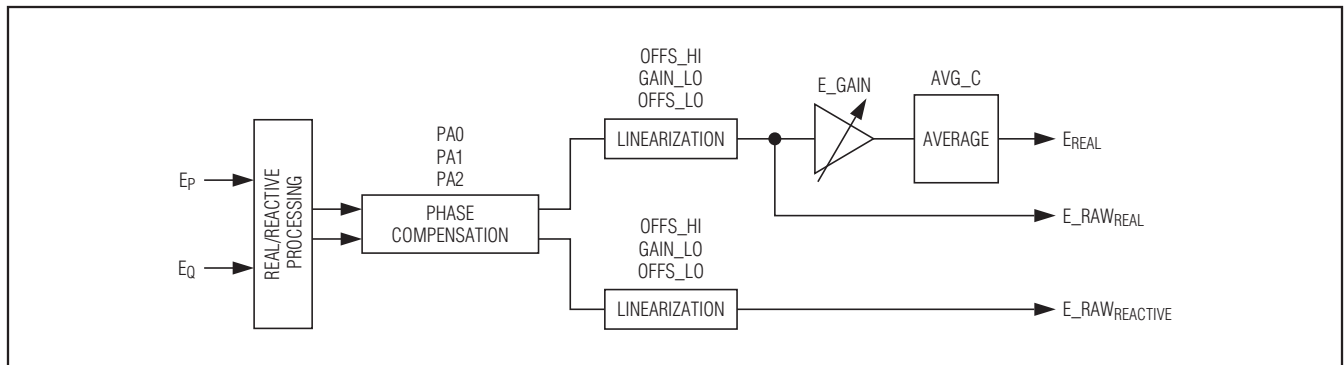 OFFS_HI
GAIN_LO
OFFS_LO
LINEARIZATION
E_GAIN
AVG_C
AVERAGE
EREAL
E_RAWREAL
PA0
PA1
PA2
PHASE
COMPENSATION
EP
EQ
REAL/REACTIVE
PROCESSING
OFFS_HI
GAIN_LO
OFFS_LO
LINEARIZATION
E_RAWREACTIVE